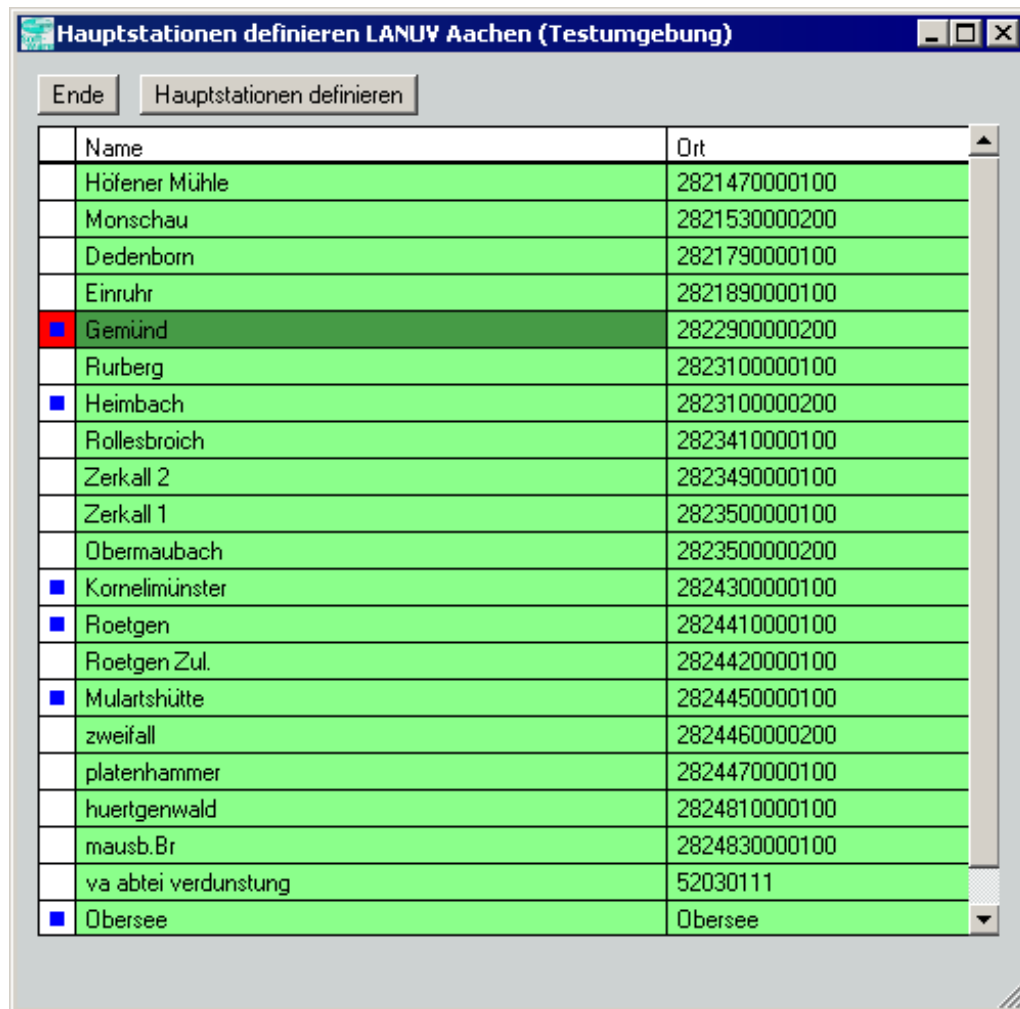 Hauptstationen definieren LANUV Aachen (Testumgebung)
Ende Hauptstationen definieren
Name Ort
Höfener Mühle 2821470000100
Monschau 2821530000200
Dedenborn 2821790000100
Einruhr 2821890000100
Gemünd 2822900000200
Rurberg 2823100000100
Heimbach 2823100000200
Rollesbroich 2823410000100
Zerkall 2 2823490000100
Zerkall 1 2823500000100
Obermaubach 2823500000200
Kornelimünster 2824300000100
Roetgen 2824410000100
Roetgen Zul. 2824420000100
Mulartshütte 2824450000100
zweifall 2824460000200
platenhammer 2824470000100
huertgenwald 2824810000100
mausb.Br 2824830000100
va abtei verdunstung 52030111
Obersee Obersee